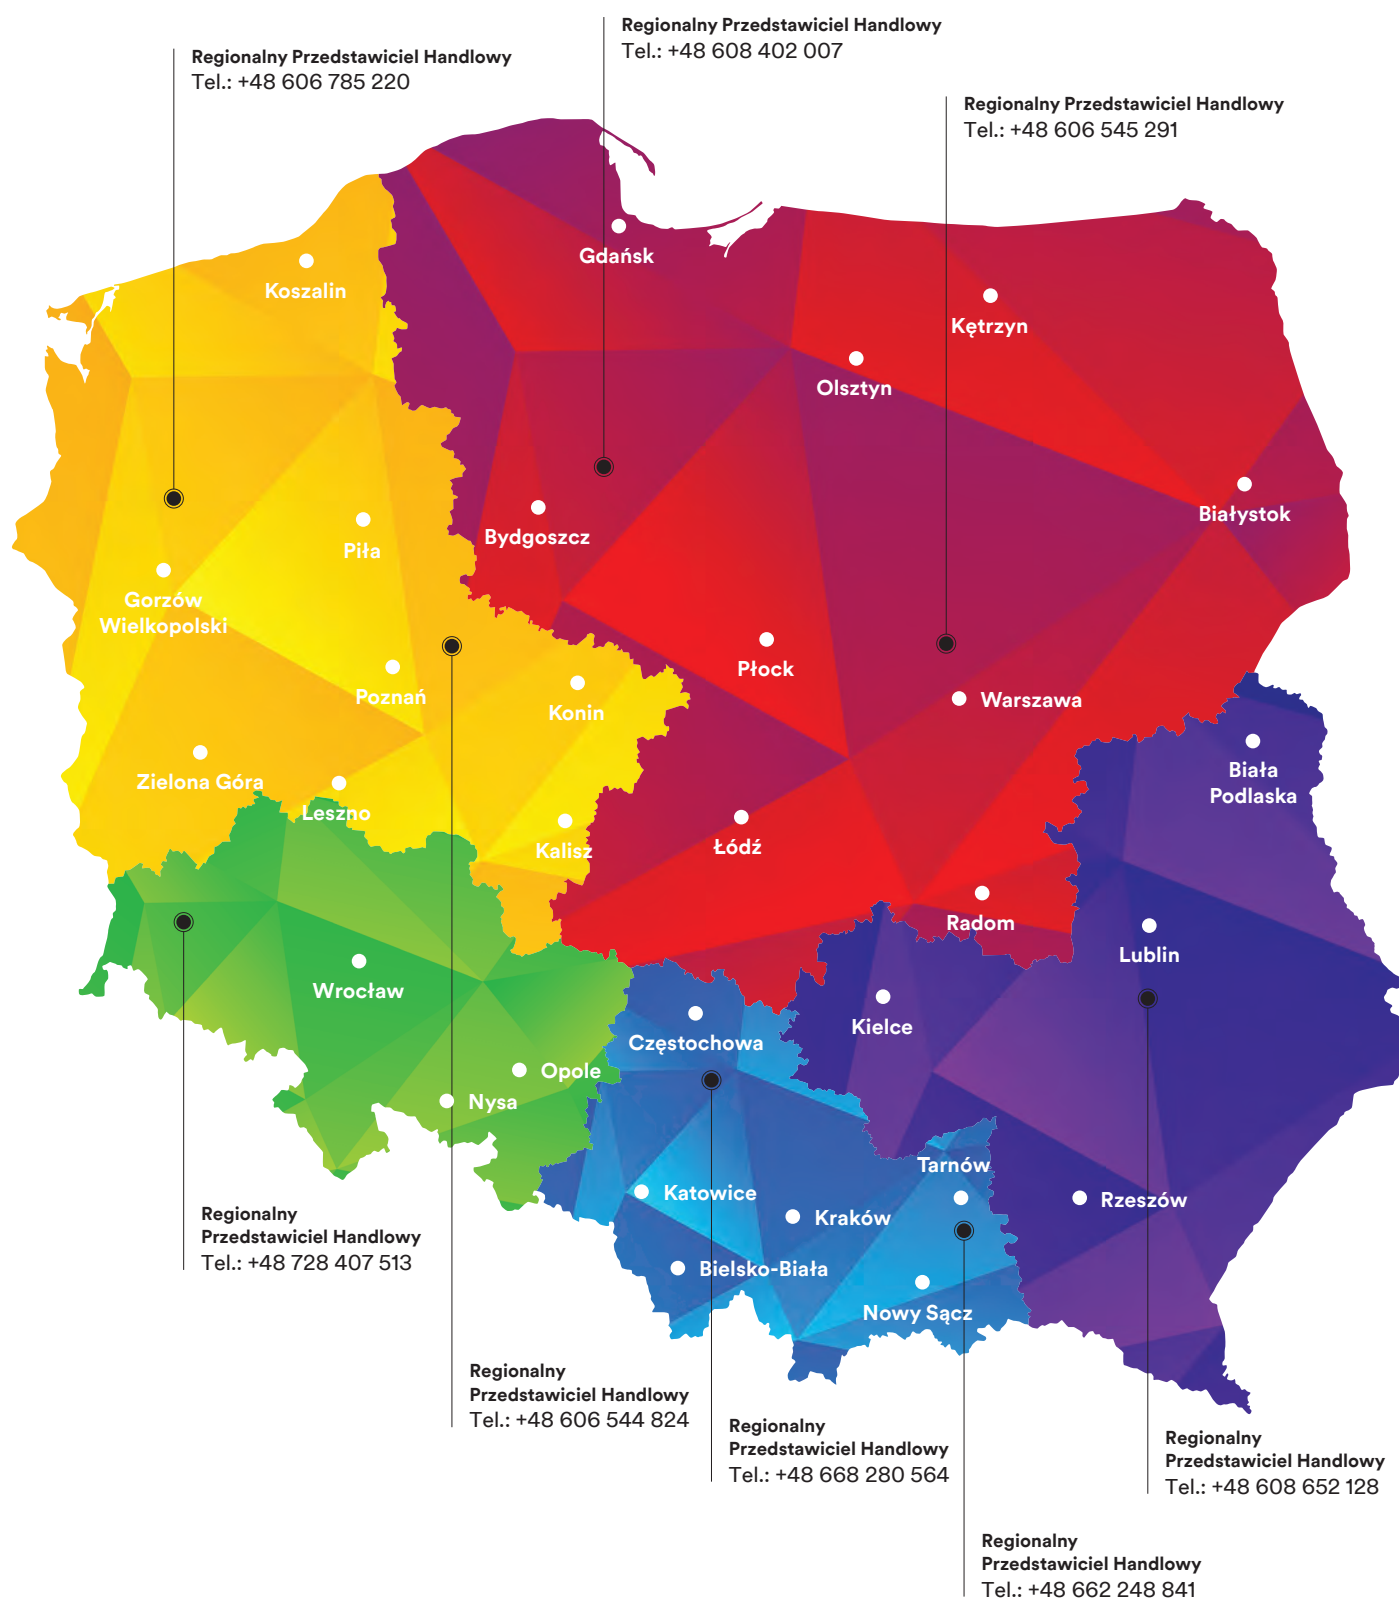 Regionalny Przedstawiciel Handlowy
Tel.: +48 608 402 007
Regionalny Przedstawiciel Handlowy
Tel.: +48 606 785 220
Regionalny Przedstawiciel Handlowy
Tel.: +48 606 545 291
Gdańsk
Koszalin
Kętrzyn
Olsztyn
Białystok
Bydgoszcz
Piła
Gorzów
Wielkopolski
Płock
Poznań
Konin
Warszawa
Biała
Podlaska
Zielona Góra
Leszno
Kalisz
Łódź
Radom
Lublin
Wrocław
Kielce
Częstochowa
Opole
Nysa
Tarnów
Katowice
Kraków
Rzeszów
Bielsko-Biała
Nowy Sącz
Regionalny
Przedstawiciel Handlowy
Tel.: +48 728 407 513
Regionalny
Przedstawiciel Handlowy
Tel.: +48 606 544 824
Regionalny
Przedstawiciel Handlowy
Tel.: +48 668 280 564
Regionalny
Przedstawiciel Handlowy
Tel.: +48 608 652 128
Regionalny
Przedstawiciel Handlowy
Tel.: +48 662 248 841